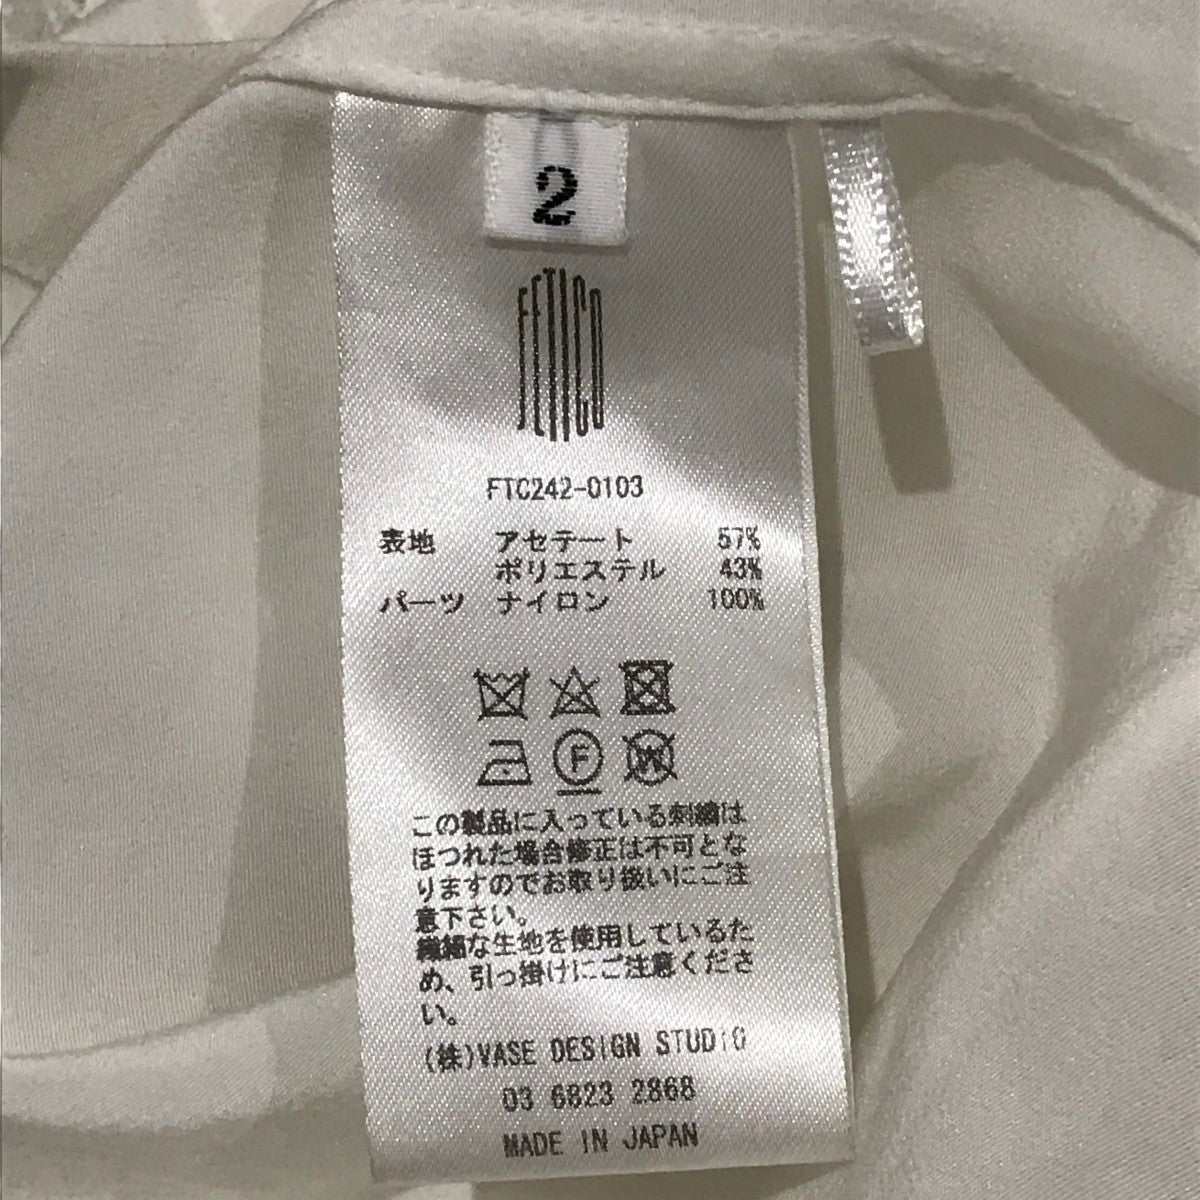 2
FETICO
FTC242-0103
表地 アセテート 57%
ポリエステル 43%
パーツ ナイロン 100%
F
W
この製品に入っている刺繍は
ほつれた場合修正は不可とな
りますのでお取り扱いにご注
意下さい。
繊細な生地を使用しているた
め、引っ掛けにご注意くださ
い。
(株)VASE DESIGN STUDIO
03 6823 2868
MADE IN JAPAN